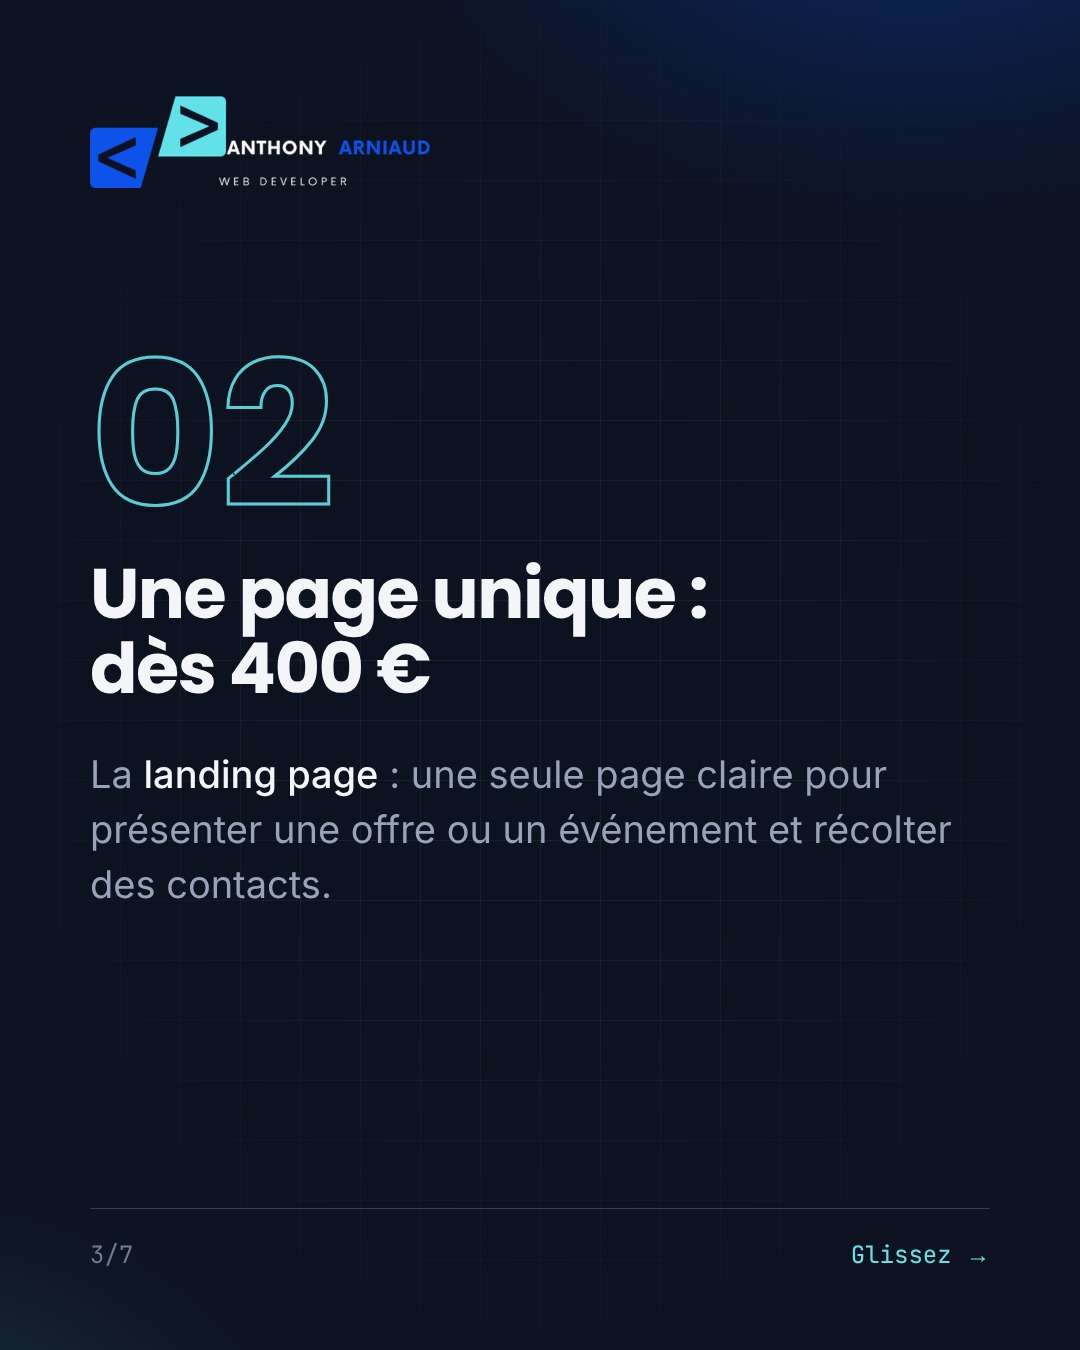 < >
ANTHONY ARNIAUD
WEB DEVELOPER
02
Une page unique :
dès 400 €
La landing page : une seule page claire pour
présenter une offre ou un événement et récolter
des contacts.
3/7
Glissez →